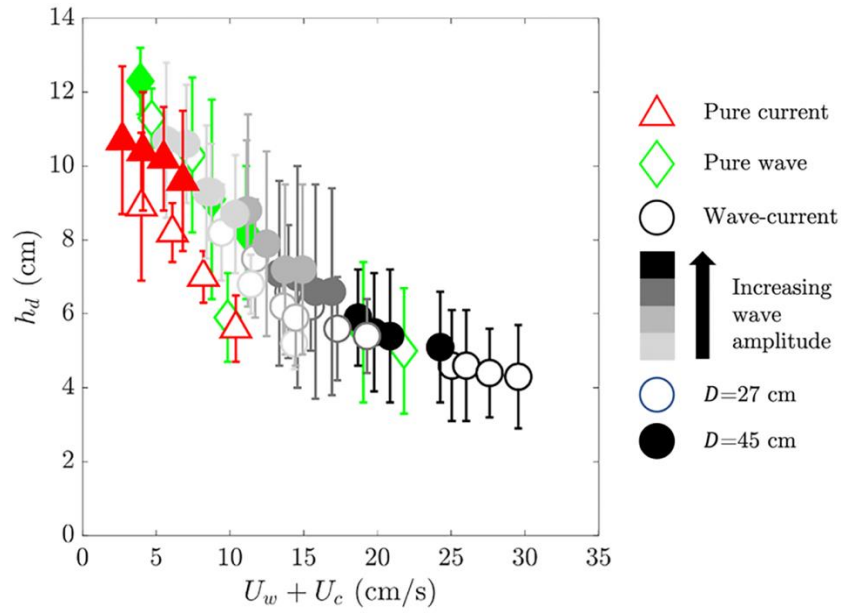 14
12
10
8
6
4
2
0
h_d (cm)
0 5 10 15 20 25 30 35
U_w + U_c (cm/s)
Pure current
Pure wave
Wave-current
Increasing
wave
amplitude
D=27 cm
D=45 cm